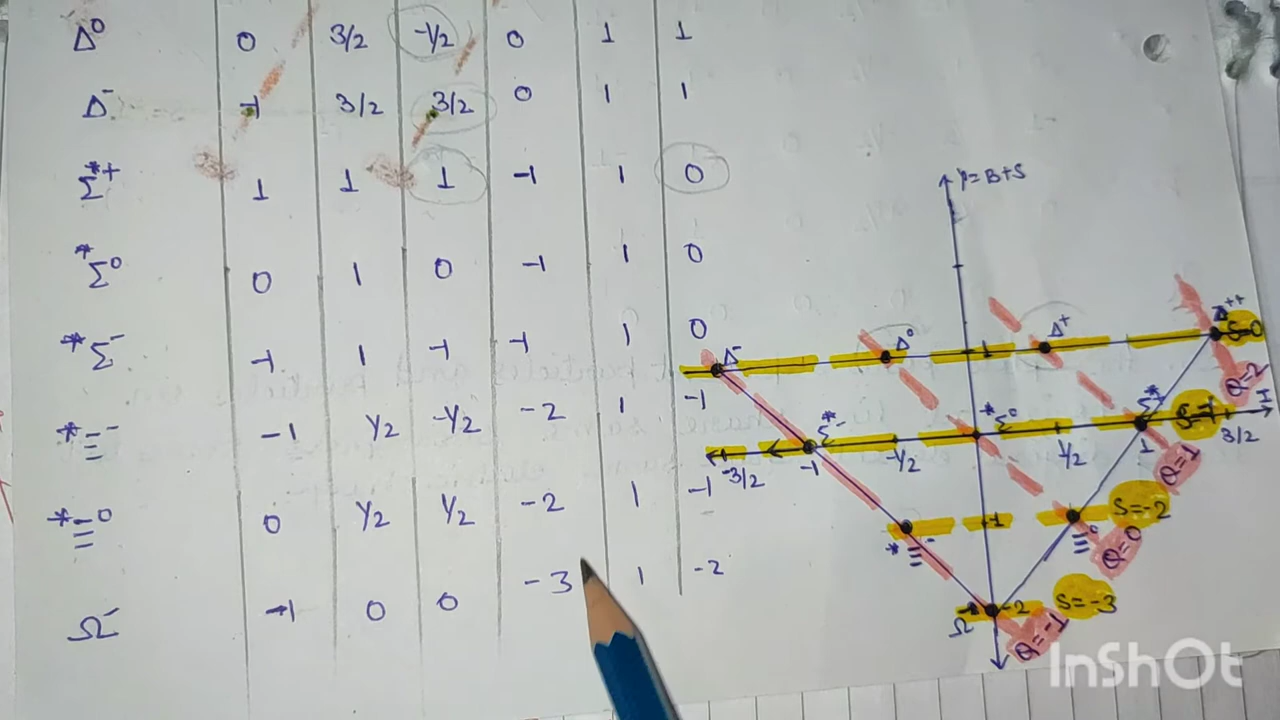 Δ⁰ 0 3/2 -1/2 0 1 1
Δ⁻ -1 3/2 3/2 0 1 1
Σ*⁺ 1 1 1 -1 1 0
*Σ⁰ 0 1 0 -1 1 0
*Σ⁻ -1 1 -1 -1 1 0
*Ξ⁻ -1 1/2 -1/2 -2 1 -1
*Ξ⁰ 0 1/2 1/2 -2 1 -1
Ω⁻ -1 0 0 -3 1 -2
Y=B+S
Δ⁻ Δ⁰ 1 Δ⁺ Δ⁺⁺ S=0
Q=2
Σ*⁻ *Σ⁰ Σ*⁺ S=-1
-3/2 -1 -1/2 1/2 1 3/2
Q=1
*Ξ⁻ -1 Ξ⁰ S=-2
Q=0
Ω -2 S=-3
Q=-1
InShOt